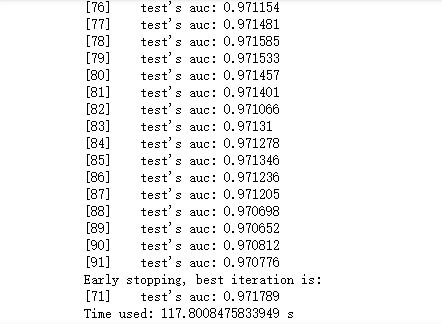 [76]    test's auc: 0.971154
[77]    test's auc: 0.971481
[78]    test's auc: 0.971585
[79]    test's auc: 0.971533
[80]    test's auc: 0.971457
[81]    test's auc: 0.971401
[82]    test's auc: 0.971066
[83]    test's auc: 0.97131
[84]    test's auc: 0.971278
[85]    test's auc: 0.971346
[86]    test's auc: 0.971236
[87]    test's auc: 0.971205
[88]    test's auc: 0.970698
[89]    test's auc: 0.970652
[90]    test's auc: 0.970812
[91]    test's auc: 0.970776
Early stopping, best iteration is:
[71]    test's auc: 0.971789
Time used: 117.8008475833949 s